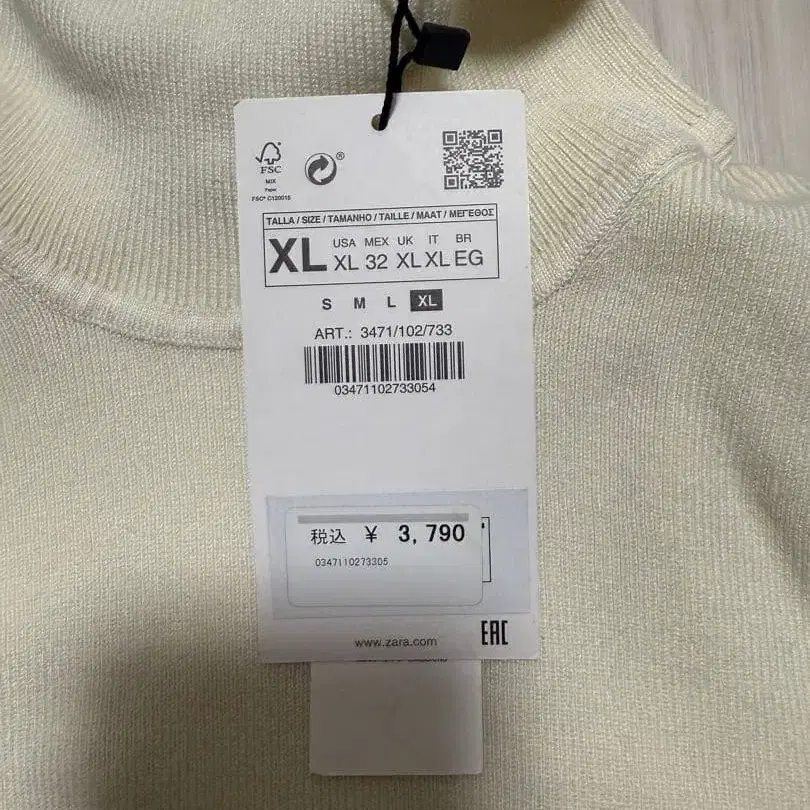 FSC
MIX
Paper
FSC® C120015
®
TALLA / SIZE / TAMANHO / TAILLE / MAAT / ΜΕΓΕΘΟΣ
XL
USA MEX UK IT BR
XL 32 XL XL EG
S M L XL
ART.: 3471/102/733
03471102733054
税込 ¥ 3,790
0347110273305
www.zara.com
EAC